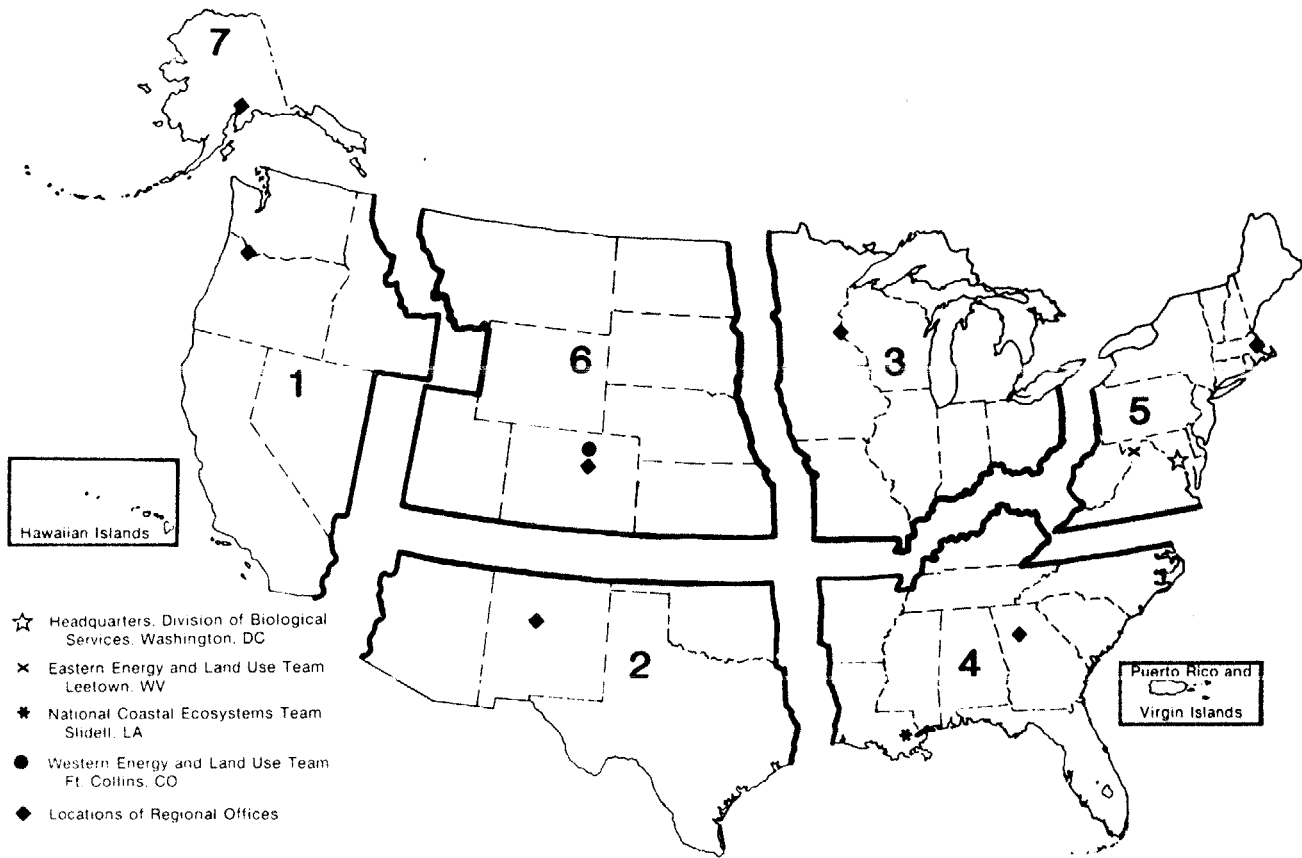 7
6
3
1
5
Hawaiian Islands
☆ Headquarters, Division of Biological
Services, Washington, DC
× Eastern Energy and Land Use Team
Leetown, WV
* National Coastal Ecosystems Team
Slidell, LA
● Western Energy and Land Use Team
Ft. Collins, CO
◆ Locations of Regional Offices
2
4
Puerto Rico and
Virgin Islands